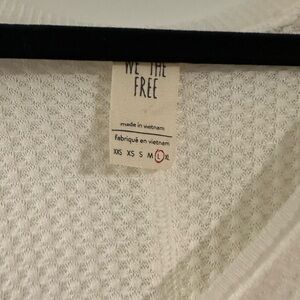 WE THE
FREE
made in vietnam
fabriqué en vietnam
XXS XS S M L XL